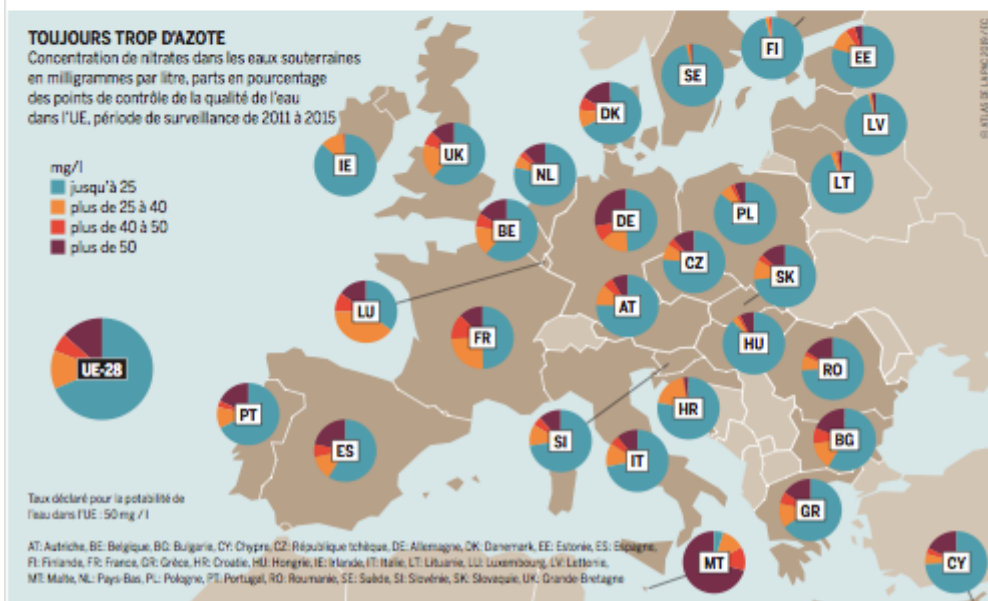 TOUJOURS TROP D'AZOTE
Concentration de nitrates dans les eaux souterraines
en milligrammes par litre, parts en pourcentage
des points de contrôle de la qualité de l'eau
dans l'UE, période de surveillance de 2011 à 2015
mg/l
jusqu'à 25
plus de 25 à 40
plus de 40 à 50
plus de 50
FI
SE
EE
DK
LV
IE
UK
NL
LT
BE
DE
PL
CZ
SK
LU
AT
FR
HU
UE-28
RO
PT
HR
ES
SI
IT
BG
GR
MT
CY
Taux déclaré pour la potabilité de
l'eau dans l'UE : 50 mg / l
AT: Autriche, BE: Belgique, BG: Bulgarie, CY: Chypre, CZ: République tchèque, DE: Allemagne, DK: Danemark, EE: Estonie, ES: Espagne,
FI: Finlande, FR: France, GR: Grèce, HR: Croatie, HU: Hongrie, IE: Irlande, IT: Italie, LT: Lituanie, LU: Luxembourg, LV: Lettonie,
MT: Malte, NL: Pays-Bas, PL: Pologne, PT: Portugal, RO: Roumanie, SE: Suède, SI: Slovénie, SK: Slovaquie, UK: Grande-Bretagne
© ATLAS DE LA PAC 2019 / EC